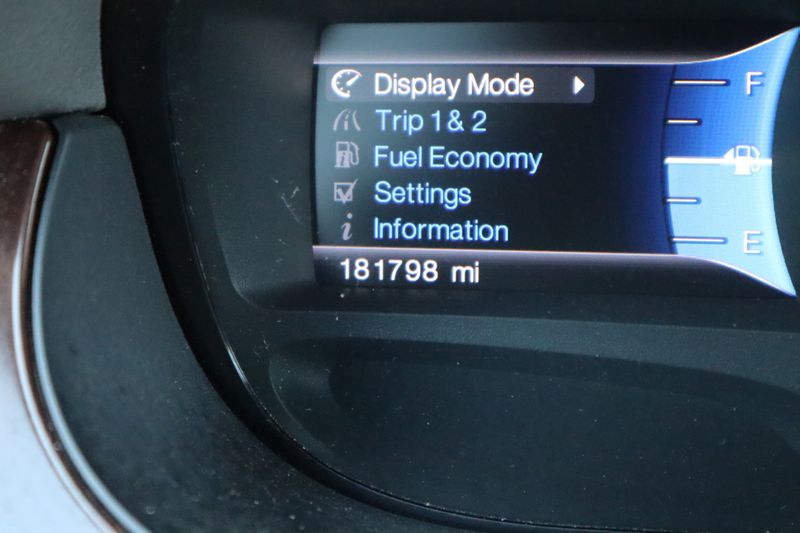 Display Mode
Trip 1 & 2
Fuel Economy
Settings
i Information
181798 mi
F
E